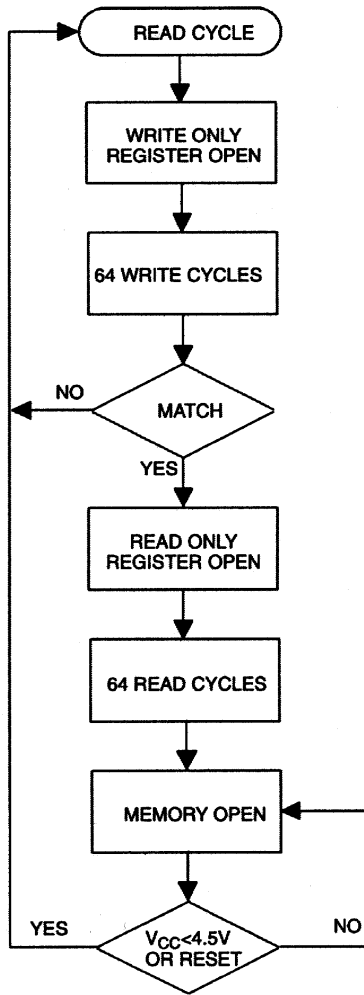 READ CYCLE
WRITE ONLY
REGISTER OPEN
64 WRITE CYCLES
NO
MATCH
YES
READ ONLY
REGISTER OPEN
64 READ CYCLES
MEMORY OPEN
YES
VCC<4.5V
OR RESET
NO